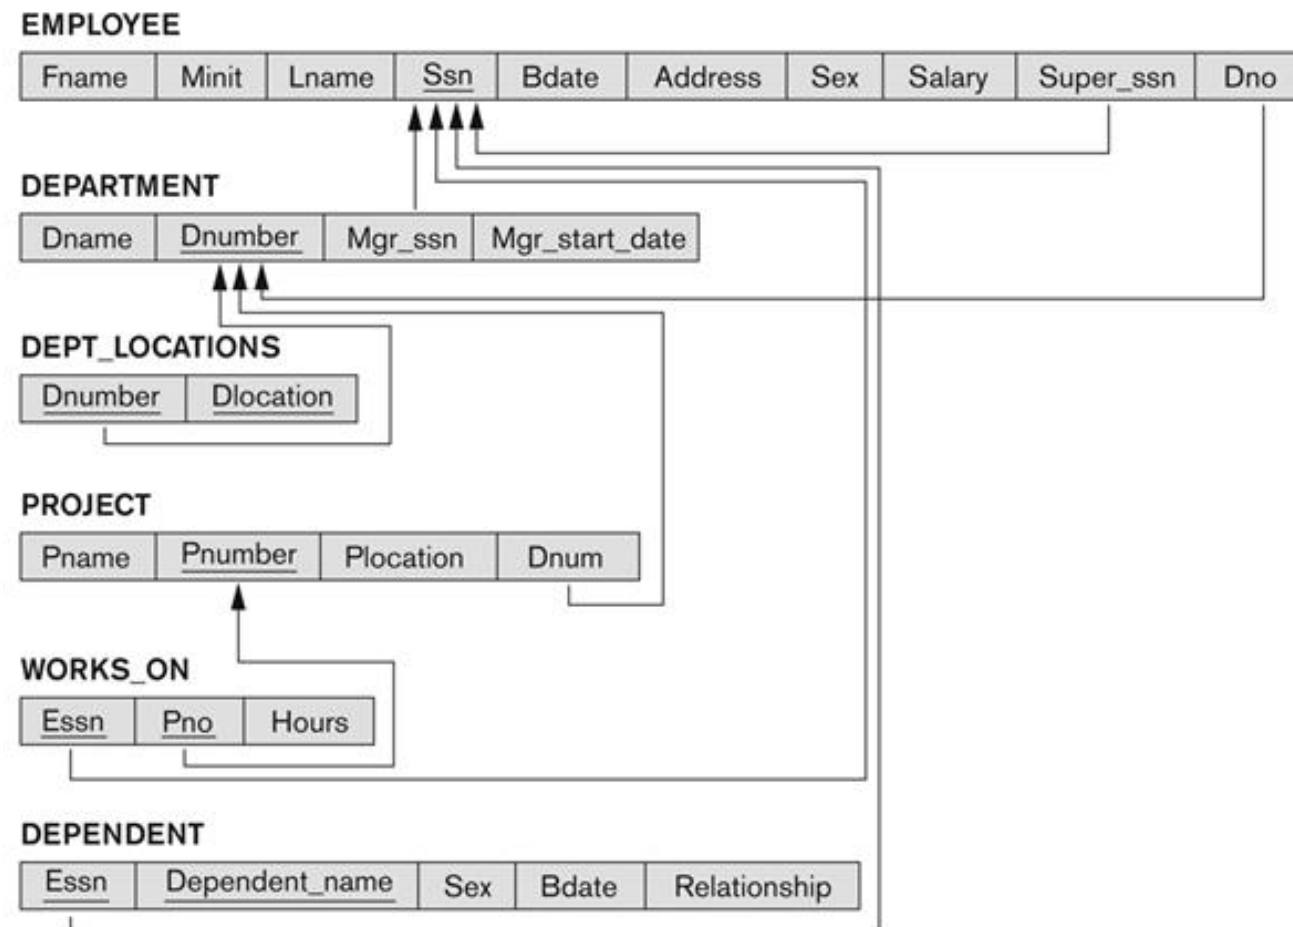 EMPLOYEE
Fname Minit Lname Ssn Bdate Address Sex Salary Super_ssn Dno
DEPARTMENT
Dname Dnumber Mgr_ssn Mgr_start_date
DEPT_LOCATIONS
Dnumber Dlocation
PROJECT
Pname Pnumber Plocation Dnum
WORKS_ON
Essn Pno Hours
DEPENDENT
Essn Dependent_name Sex Bdate Relationship